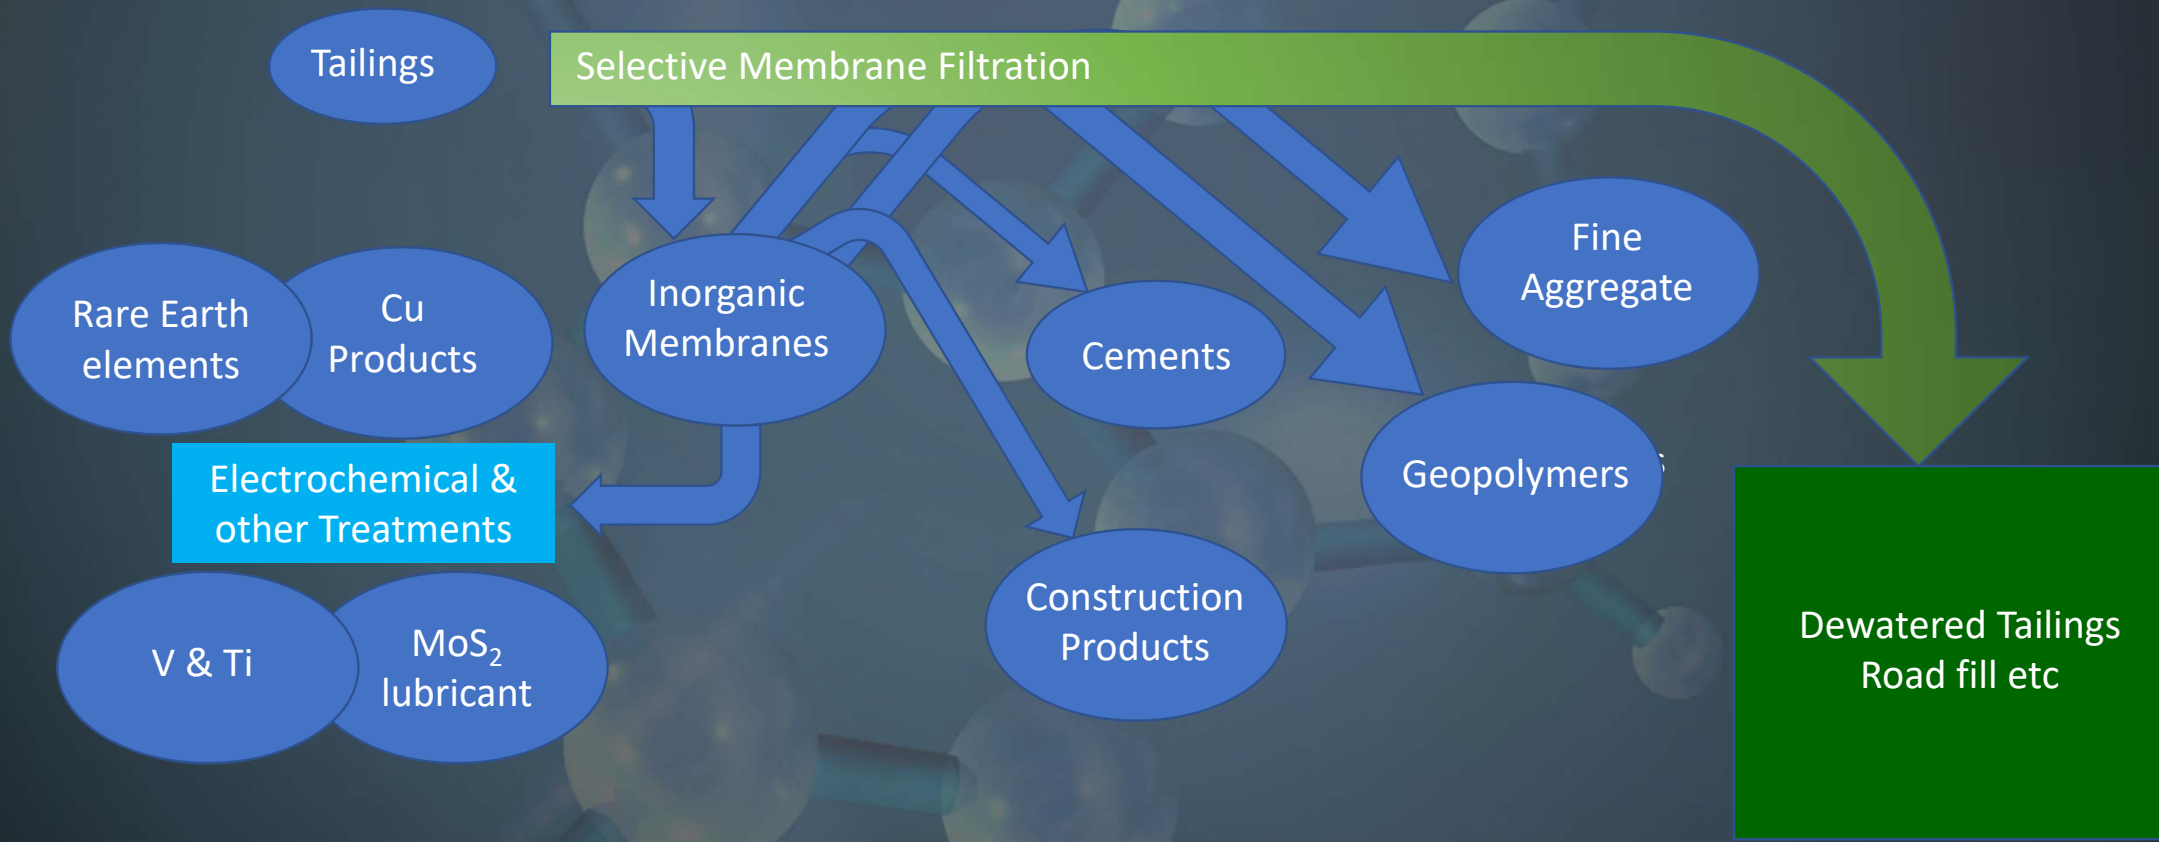 Tailings
Selective Membrane Filtration
Fine
Aggregate
Inorganic
Membranes
Rare Earth
elements
Cu
Products
Cements
Geopolymers
Electrochemical &
other Treatments
Construction
Products
V & Ti
MoS₂
lubricant
Dewatered Tailings
Road fill etc